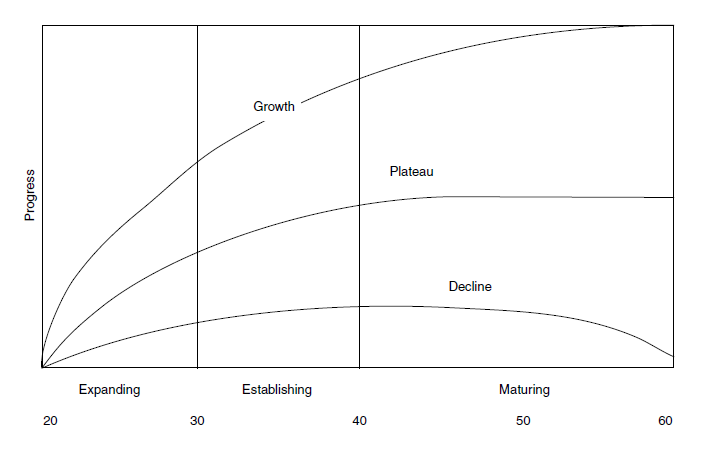 Growth
Plateau
Progress
Decline
Expanding Establishing Maturing
20 30 40 50 60